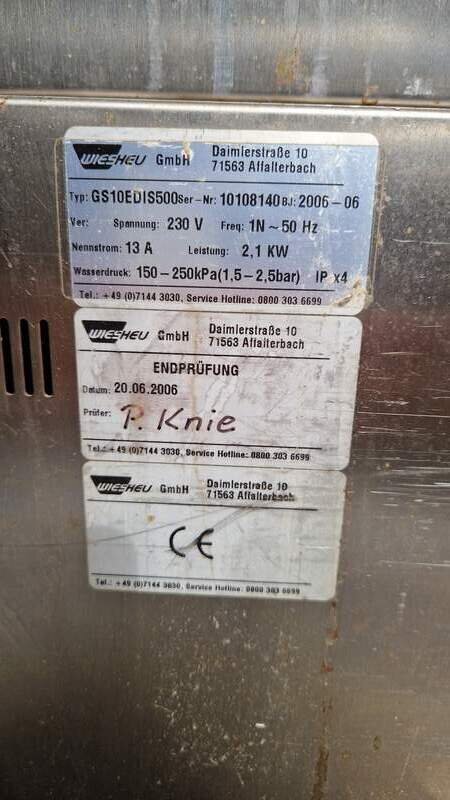 WIESHEU GmbH Daimlerstraße 10
71563 Affalterbach
Typ: GS10EDIS500 Ser-Nr: 10108140 BJ: 2006-06
Ver: Spannung: 230 V Freq: 1N ~ 50 Hz
Nennstrom: 13 A Leistung: 2,1 KW
Wasserdruck: 150-250kPa(1,5-2,5bar) IP x4
Tel.: +49 (0)7144 3030, Service Hotline: 0800 303 6699
WIESHEU GmbH Daimlerstraße 10
71563 Affalterbach
ENDPRÜFUNG
Datum: 20.06.2006
Prüfer: P. Knie
Tel.: +49 (0)7144 3030, Service Hotline: 0800 303 6699
WIESHEU GmbH Daimlerstraße 10
71563 Affalterbach
CE
Tel.: +49 (0)7144 3030, Service Hotline: 0800 303 6699